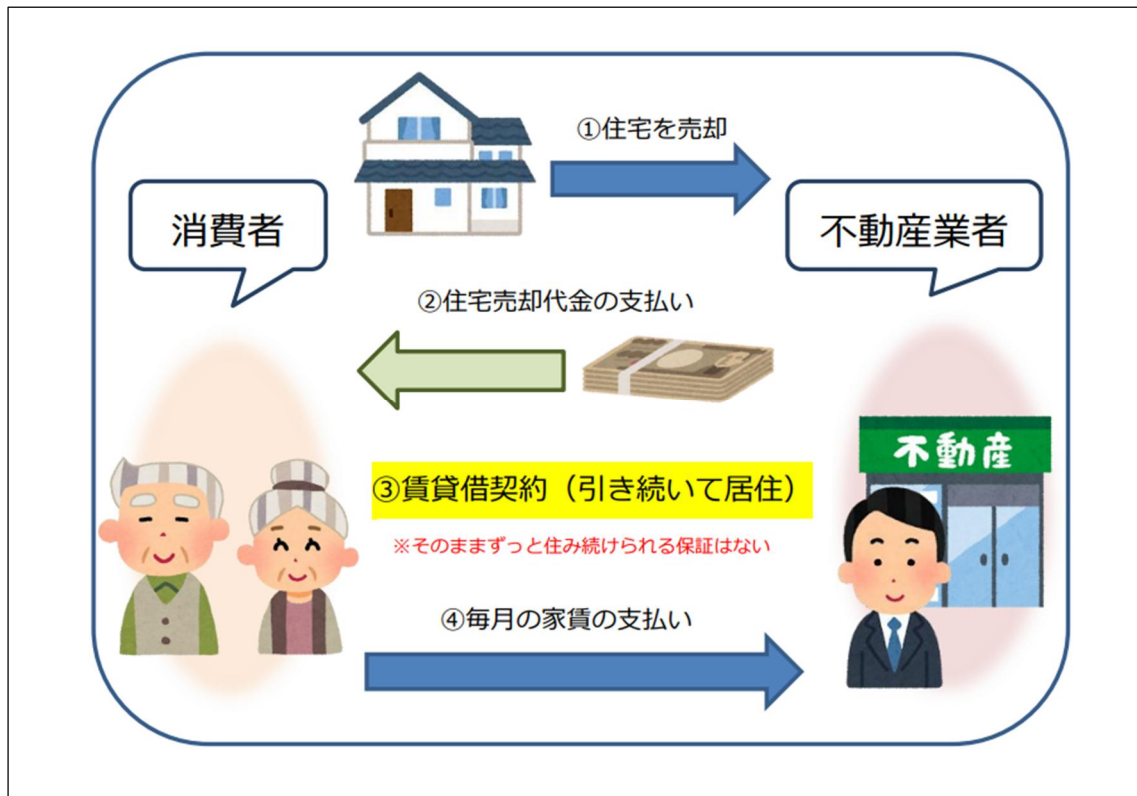 ①住宅を売却
消費者
不動産業者
②住宅売却代金の支払い
不動産
③賃貸借契約（引き続いて居住）
※そのままずっと住み続けられる保証はない
④毎月の家賃の支払い